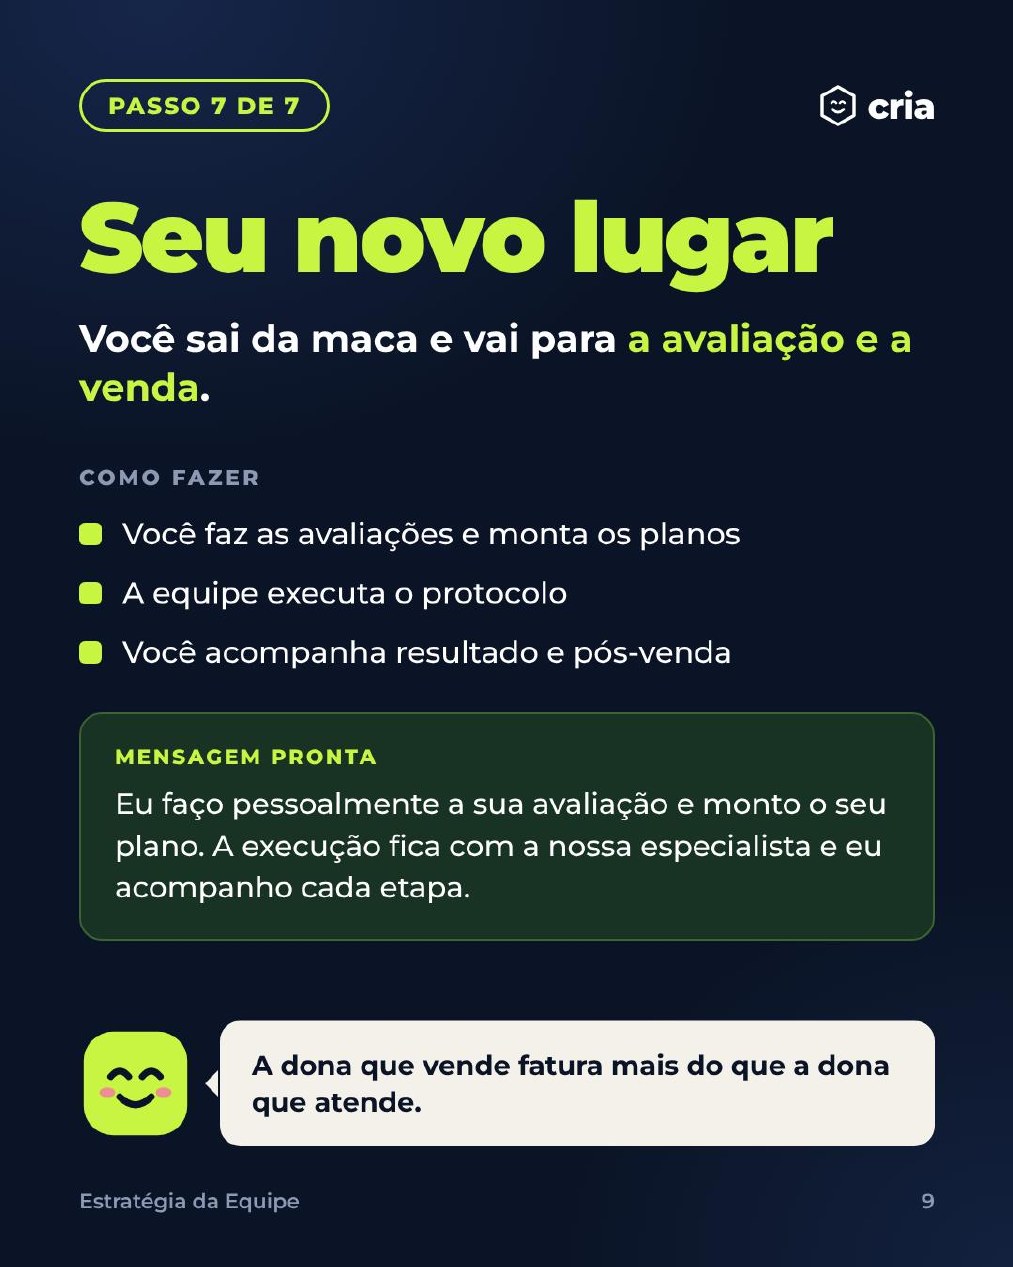 PASSO 7 DE 7
cria
Seu novo lugar
Você sai da maca e vai para a avaliação e a
venda.
COMO FAZER
Você faz as avaliações e monta os planos
A equipe executa o protocolo
Você acompanha resultado e pós-venda
MENSAGEM PRONTA
Eu faço pessoalmente a sua avaliação e monto o seu
plano. A execução fica com a nossa especialista e eu
acompanho cada etapa.
A dona que vende fatura mais do que a dona
que atende.
Estratégia da Equipe
9